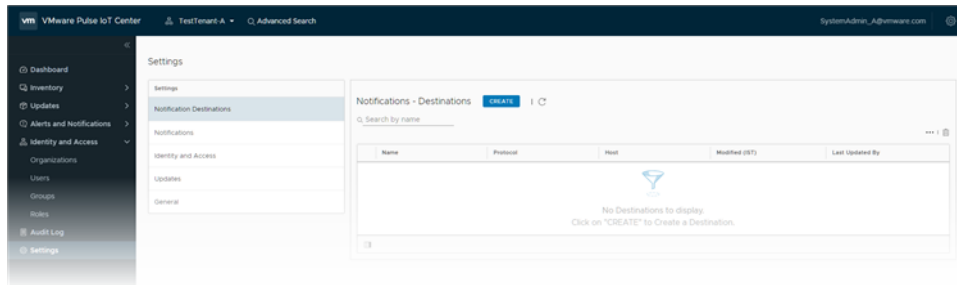 vm VMware Pulse IoT Center TestTenant-A Advanced Search SystemAdmin_A@vmware.com
Dashboard
Inventory
Updates
Alerts and Notifications
Identity and Access
Organizations
Users
Groups
Roles
Audit Log
Settings
Settings
Settings
Notification Destinations
Notifications
Identity and Access
Updates
General
Notifications - Destinations CREATE
Search by name
Name Protocol Host Modified (IST) Last Updated By
No Destinations to display.
Click on "CREATE" to Create a Destination.